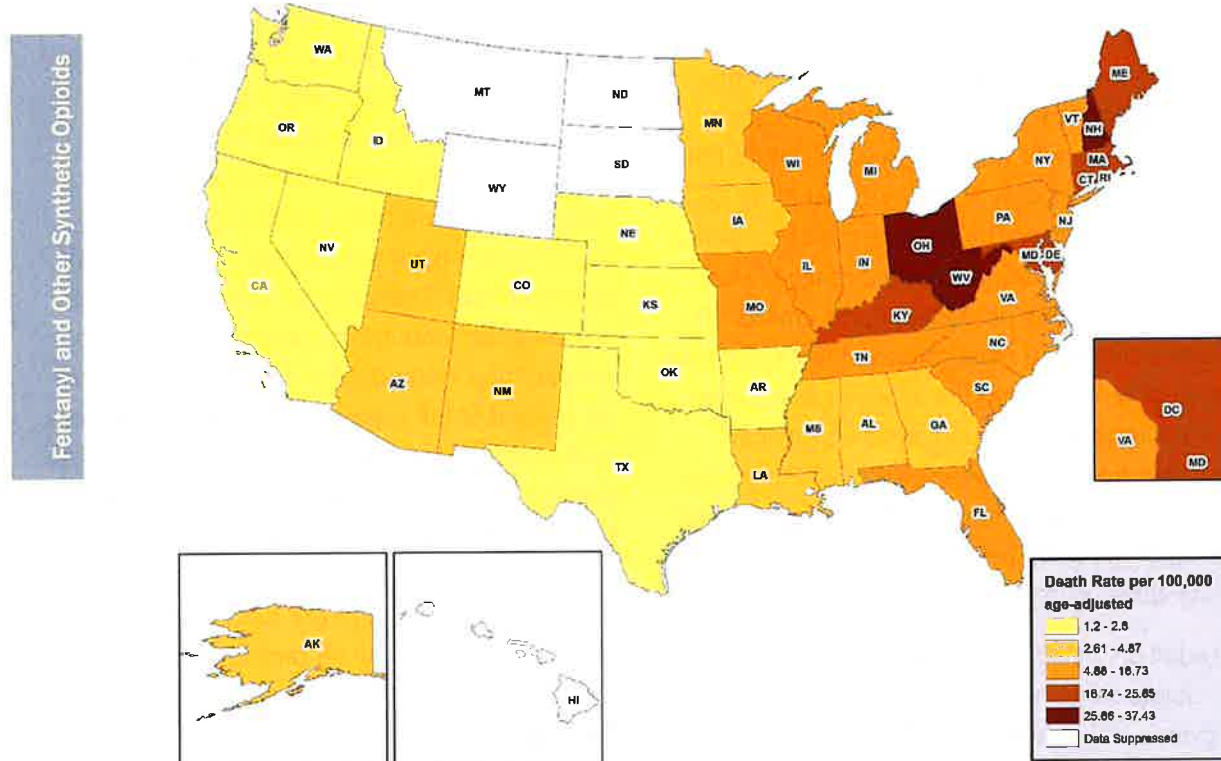 Fentanyl and Other Synthetic Opioids
WA
MT
ND
MN
ME
OR
ID
SD
WI
MI
VT
NH
NY
MA
CT
RI
WY
IA
PA
NJ
NE
NV
UT
CO
CA
IL
IN
OH
MD
DE
WV
VA
KS
MO
KY
NC
TN
OK
AR
SC
AZ
NM
MS
AL
GA
TX
LA
FL
DC
VA
MD
AK
HI
Death Rate per 100,000
age-adjusted
1.2 - 2.6
2.61 - 4.87
4.88 - 16.73
16.74 - 25.65
25.66 - 37.43
Data Suppressed